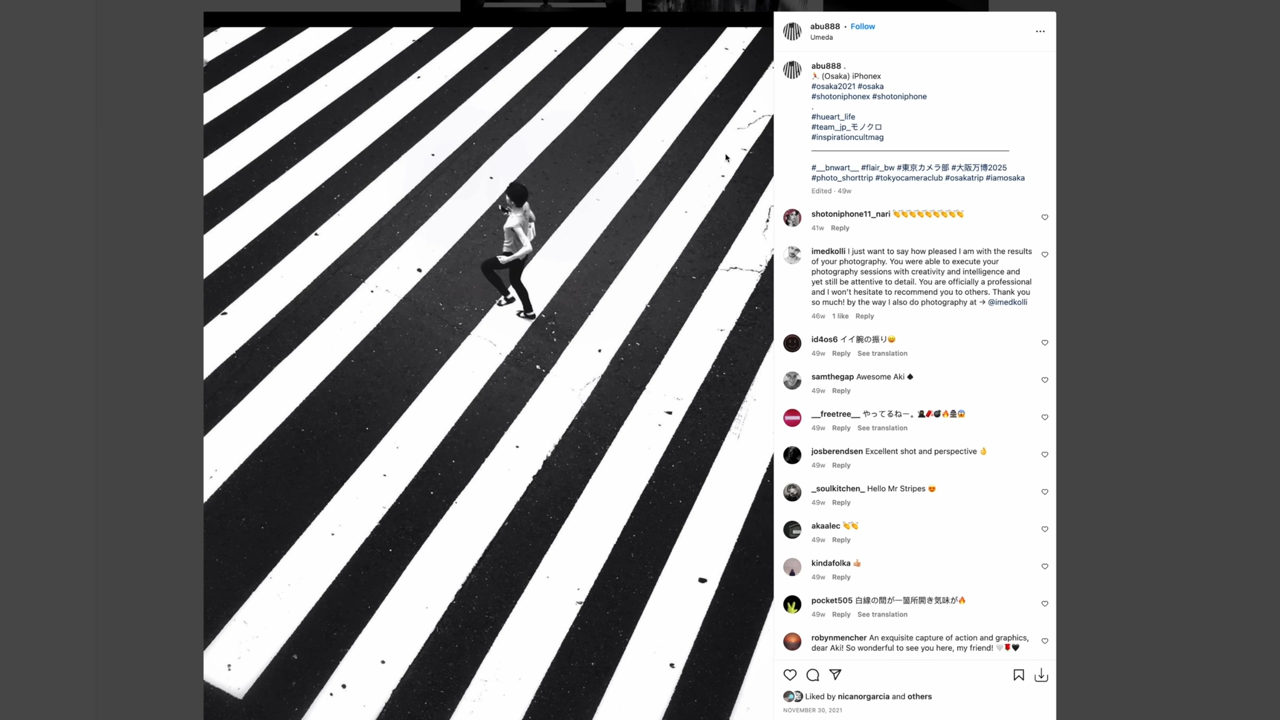 abu888 • Follow
Umeda
abu888 .
(Osaka) iPhonex
#osaka2021 #osaka
#shotoniphonex #shotoniphone
.
#hueart_life
#team_jp_モノクロ
#inspirationcultmag
#__bnwart__ #flair_bw #東京カメラ部 #大阪万博2025
#photo_shorttrip #tokyocameraclub #osakatrip #iamosaka
Edited · 49w
shotoniphone11_nari 👏👏👏👏👏👏👏👏👏
41w Reply
imedkolli I just want to say how pleased I am with the results
of your photography. You were able to execute your
photography sessions with creativity and intelligence and
yet still be attentive to detail. You are officially a professional
and I won't hesitate to recommend you to others. Thank you
so much! by the way I also do photography at → @imedkolli
46w 1 like Reply
id4os6 イイ腕の振り😄
49w Reply See translation
samthegap Awesome Aki ♠
49w Reply
__freetree__ やってるねー。
49w Reply See translation
josberendsen Excellent shot and perspective 👌
49w Reply
_soulkitchen_ Hello Mr Stripes 😍
49w Reply
akaalec 👏👏
49w Reply
kindafolka 👍
49w Reply
pocket505 白線の間が一箇所開き気味が🔥
49w Reply See translation
robynmencher An exquisite capture of action and graphics,
dear Aki! So wonderful to see you here, my friend! 🤍🌹🖤
Liked by nicanorgarcia and others
NOVEMBER 30, 2021